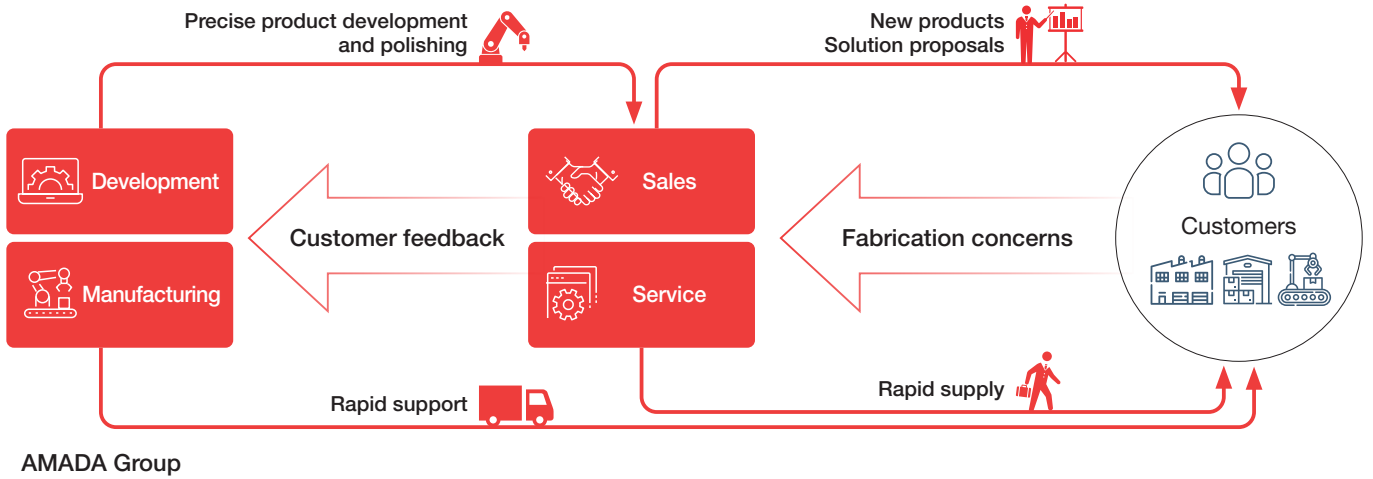 Precise product development
and polishing
New products
Solution proposals
Development
Manufacturing
Customer feedback
Sales
Service
Fabrication concerns
Customers
Rapid support
Rapid supply
AMADA Group